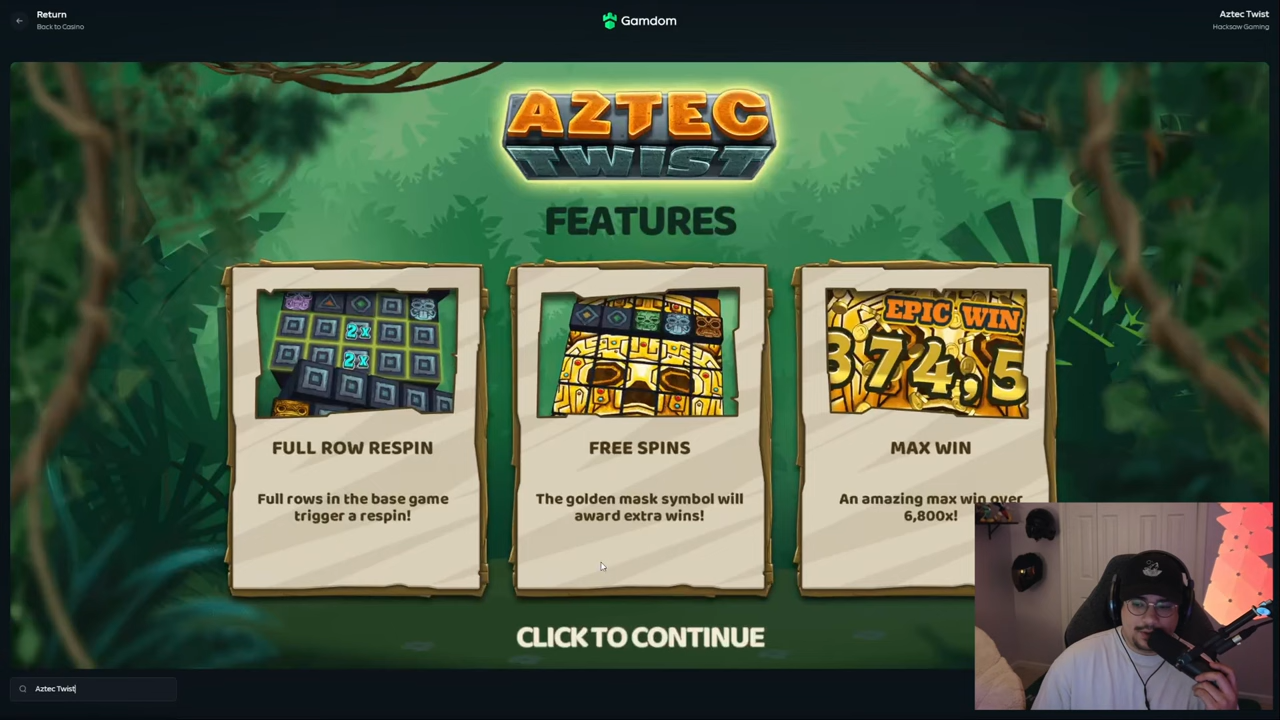 Return
Back to Casino
Gamdom
Aztec Twist
Hacksaw Gaming
AZTEC
TWIST
FEATURES
2x
2x
EPIC WIN
374,5
FULL ROW RESPIN
FREE SPINS
MAX WIN
Full rows in the base game
trigger a respin!
The golden mask symbol will
award extra wins!
An amazing max win over
6,800x!
CLICK TO CONTINUE
Aztec Twist